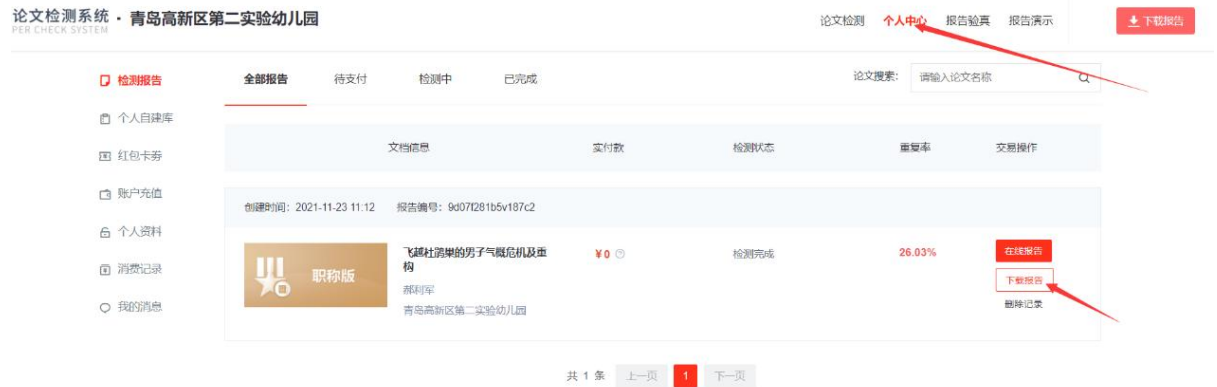 论文检测系统 · 青岛高新区第二实验幼儿园
PER CHECK SYSTEM
论文检测 个人中心 报告验真 报告演示 下载报告
检测报告
个人自建库
红包卡券
账户充值
个人资料
消费记录
我的消息
全部报告 待支付 检测中 已完成
论文搜索: 请输入论文名称
文档信息 实付款 检测状态 重复率 交易操作
创建时间: 2021-11-23 11:12 报告编号: 9d07f281b5v187c2
职称版
飞越杜鹃巢的男子气概危机及重
构
郝利军
青岛高新区第二实验幼儿园
¥0
检测完成
26.03%
在线报告
下载报告
删除记录
共 1 条 上一页 1 下一页